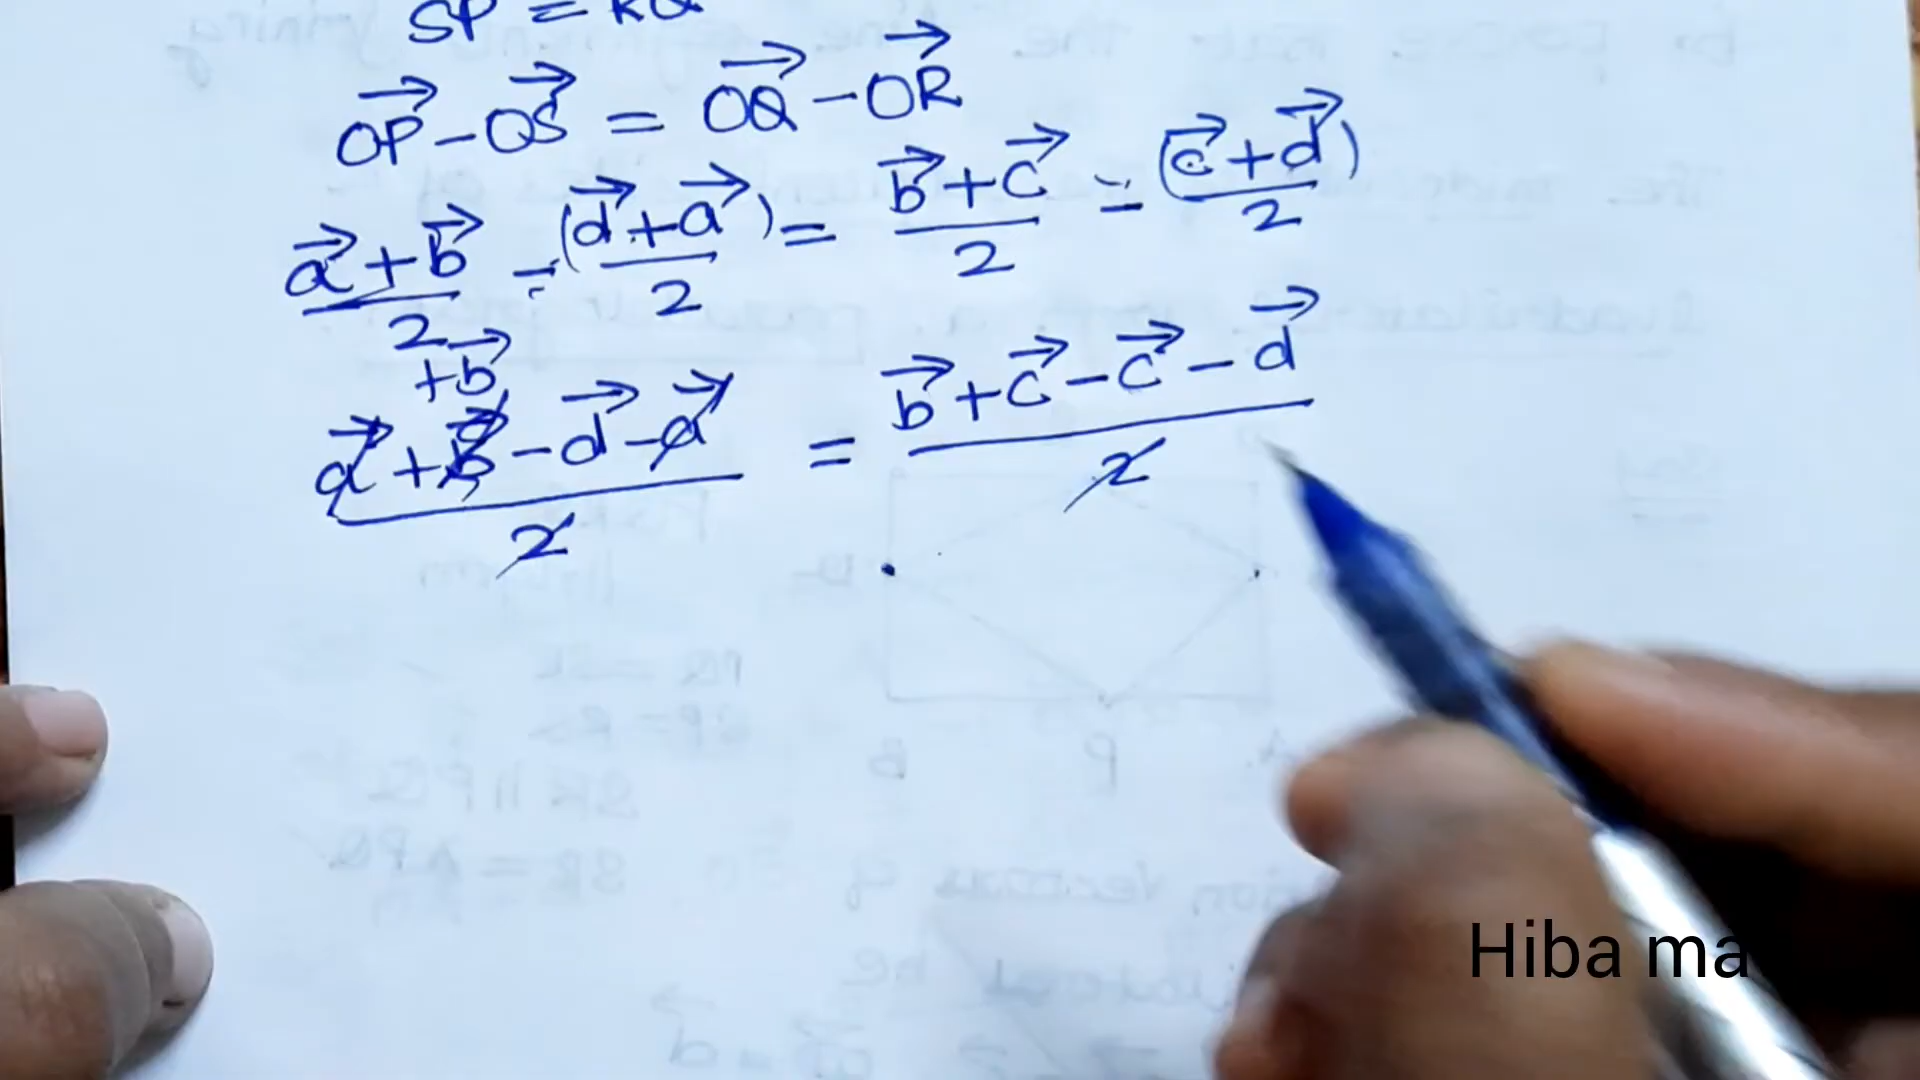 SP = RQ
OP⃗ - OS⃗ = OQ⃗ - OR⃗
(a⃗ + b⃗)/2 - (d⃗ + a⃗)/2 = (b⃗ + c⃗)/2 - (c⃗ + d⃗)/2
+b⃗
(a⃗ + b⃗ - d⃗ - a⃗)/2 = (b⃗ + c⃗ - c⃗ - d⃗)/2
Hiba ma